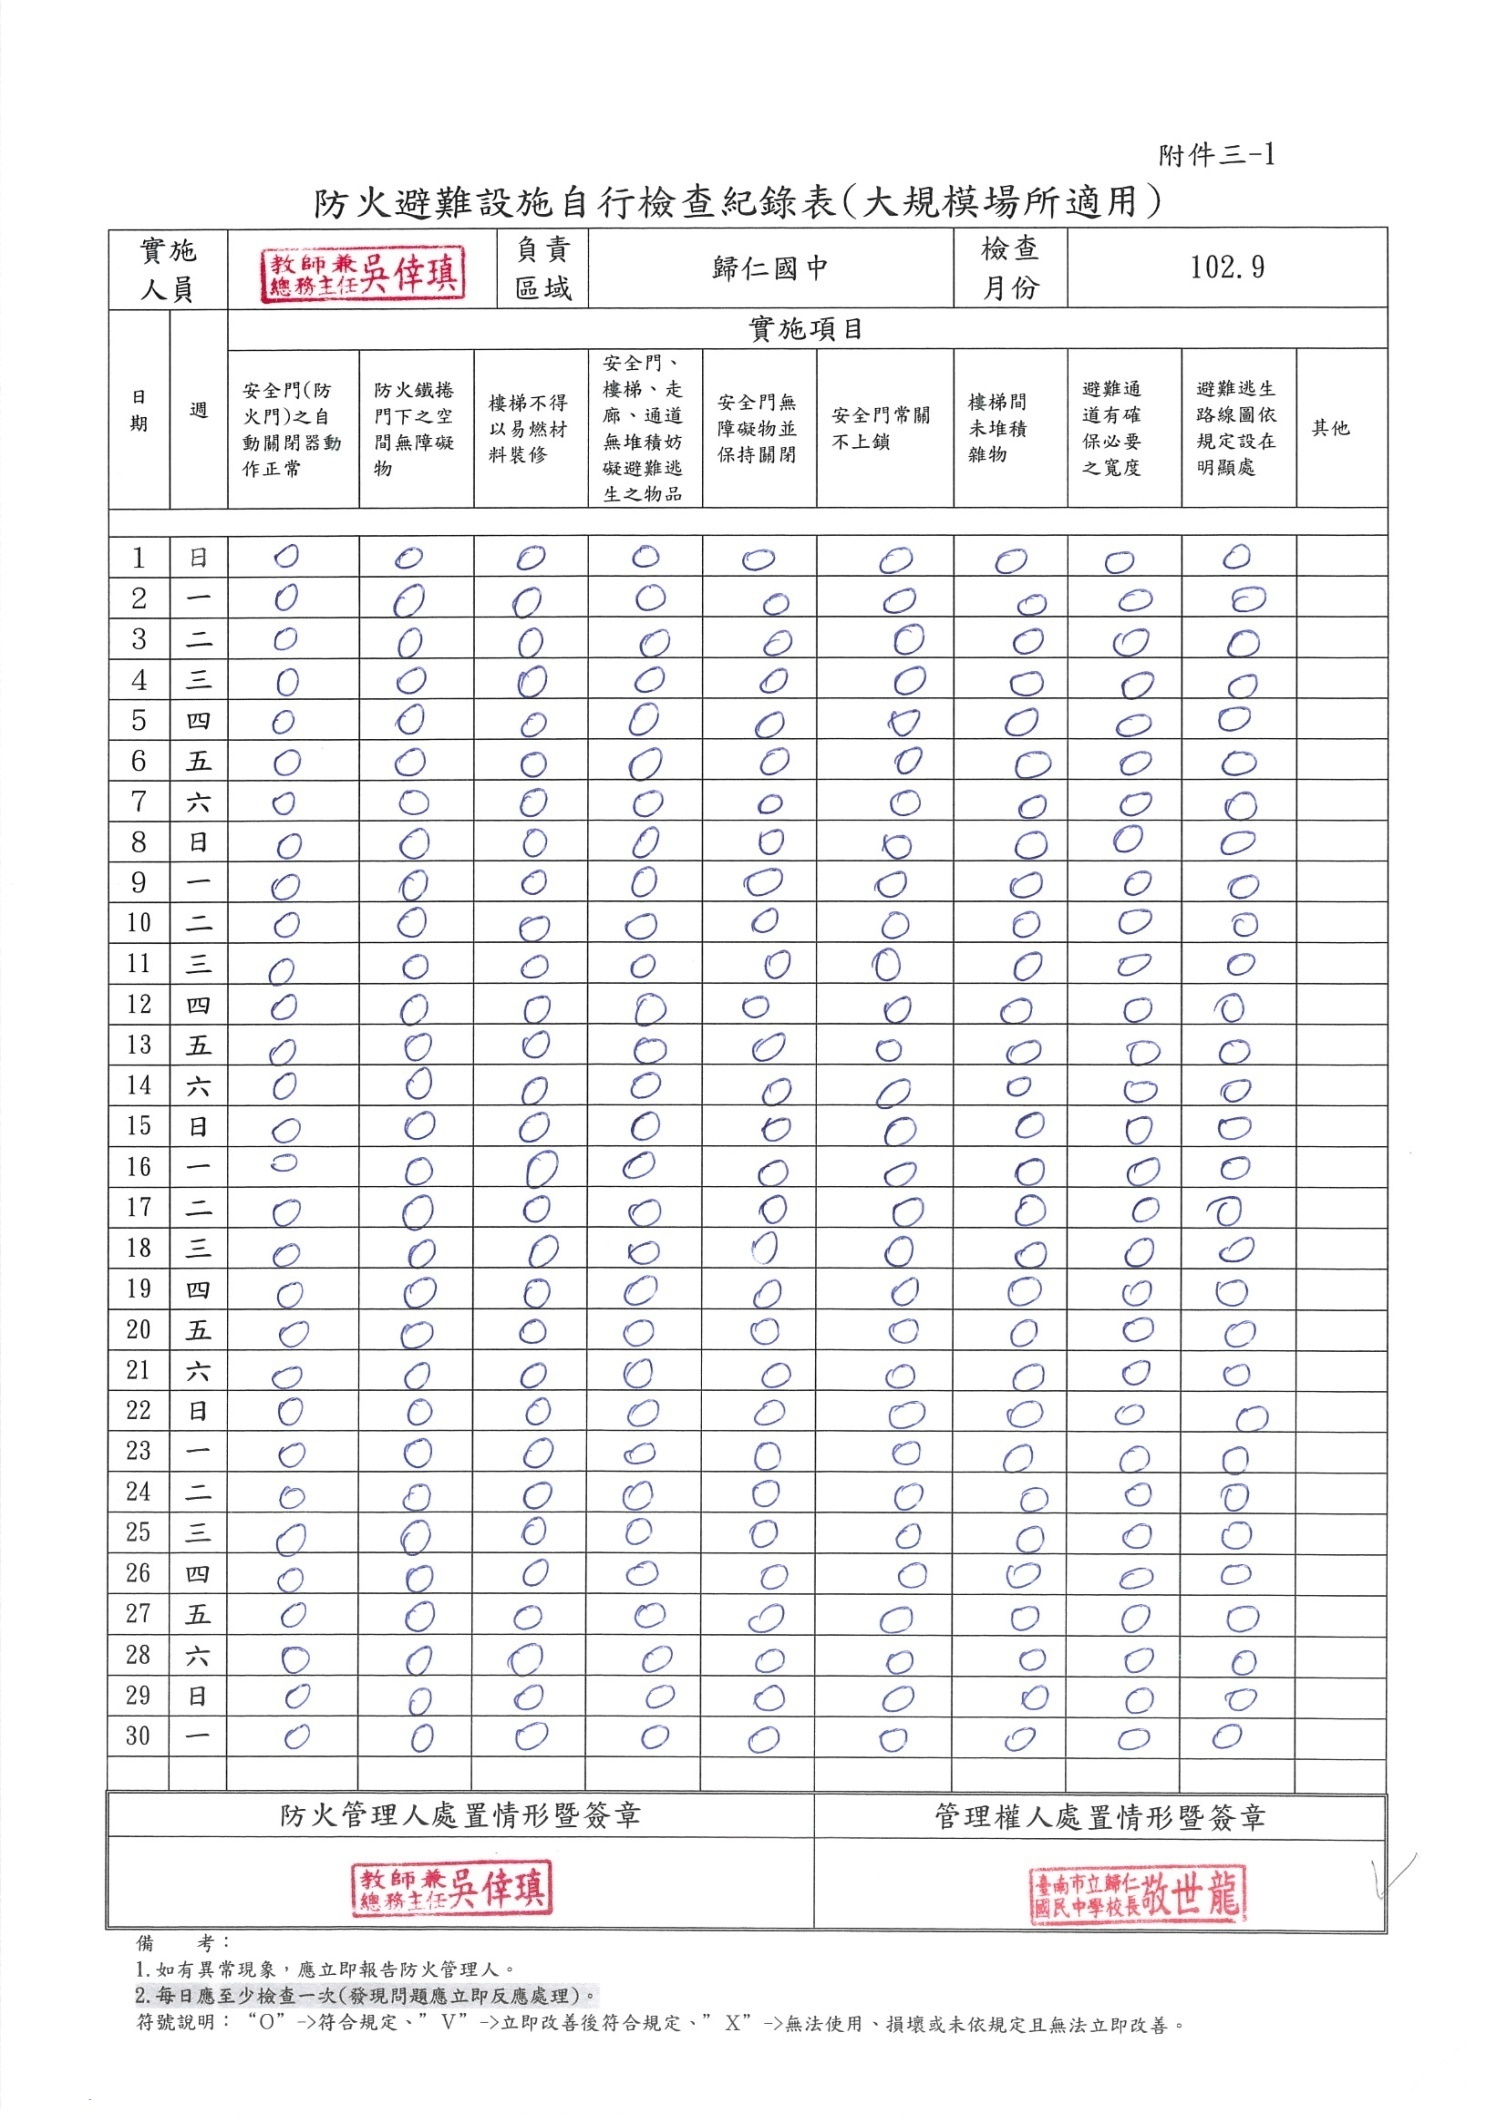 附件三-1
防火避難設施自行檢查紀錄表(大規模場所適用)
實施人員 教師兼總務主任吳倖瑱 負責區域 歸仁國中 檢查月份 102.9
日期 週 實施項目
安全門(防火門)之自動關閉器動作正常 防火鐵捲門下之空間無障礙物 樓梯不得以易燃材料裝修 安全門、樓梯、走廊、通道無堆積妨礙避難逃生之物品 安全門無障礙物並保持關閉 安全門常關不上鎖 樓梯間未堆積雜物 避難通道有確保必要之寬度 避難逃生路線圖依規定設在明顯處 其他
1 日 O O O O O O O O O
2 一 O O O O O O O O O
3 二 O O O O O O O O O
4 三 O O O O O O O O O
5 四 O O O O O O O O O
6 五 O O O O O O O O O
7 六 O O O O O O O O O
8 日 O O O O O O O O O
9 一 O O O O O O O O O
10 二 O O O O O O O O O
11 三 O O O O O O O O O
12 四 O O O O O O O O O
13 五 O O O O O O O O O
14 六 O O O O O O O O O
15 日 O O O O O O O O O
16 一 O O O O O O O O O
17 二 O O O O O O O O O
18 三 O O O O O O O O O
19 四 O O O O O O O O O
20 五 O O O O O O O O O
21 六 O O O O O O O O O
22 日 O O O O O O O O O
23 一 O O O O O O O O O
24 二 O O O O O O O O O
25 三 O O O O O O O O O
26 四 O O O O O O O O O
27 五 O O O O O O O O O
28 六 O O O O O O O O O
29 日 O O O O O O O O O
30 一 O O O O O O O O O
防火管理人處置情形暨簽章 管理權人處置情形暨簽章
教師兼總務主任吳倖瑱 臺南市立歸仁國民中學校長敬世龍
備　考：
1.如有異常現象，應立即報告防火管理人。
2.每日應至少檢查一次(發現問題應立即反應處理)。
符號說明：“O”->符合規定、”V”->立即改善後符合規定、”X”->無法使用、損壞或未依規定且無法立即改善。